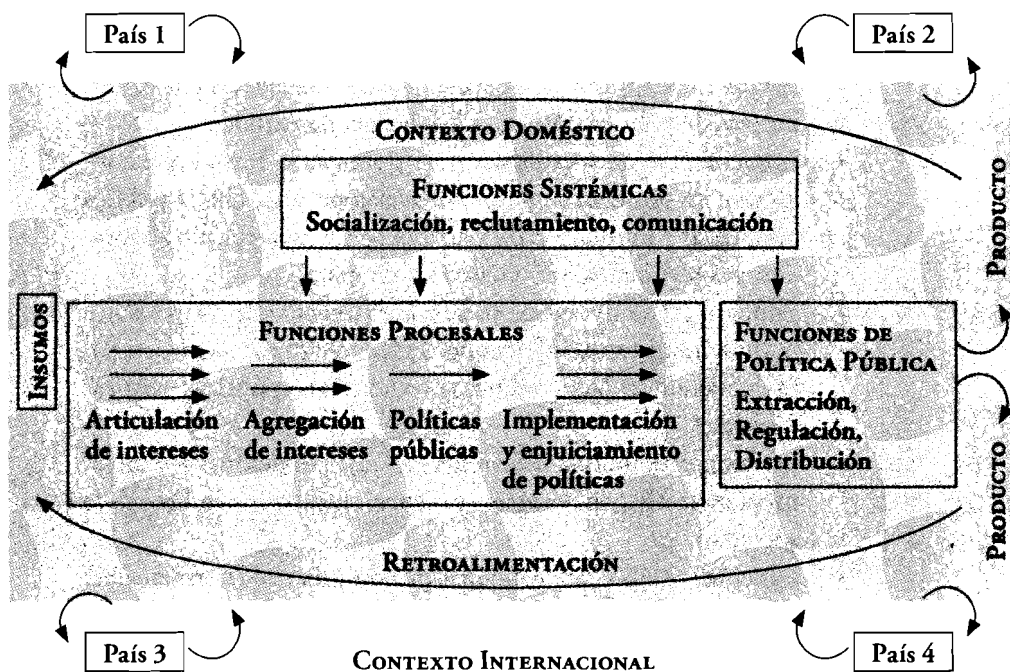 País 1
País 2
CONTEXTO DOMÉSTICO
FUNCIONES SISTÉMICAS
Socialización, reclutamiento, comunicación
PRODUCTO
INSUMOS
FUNCIONES PROCESALES
Articulación
de intereses
Agregación
de intereses
Políticas
públicas
Implementación
y enjuiciamiento
de políticas
FUNCIONES DE
POLÍTICA PÚBLICA
Extracción,
Regulación,
Distribución
PRODUCTO
RETROALIMENTACIÓN
País 3
CONTEXTO INTERNACIONAL
País 4